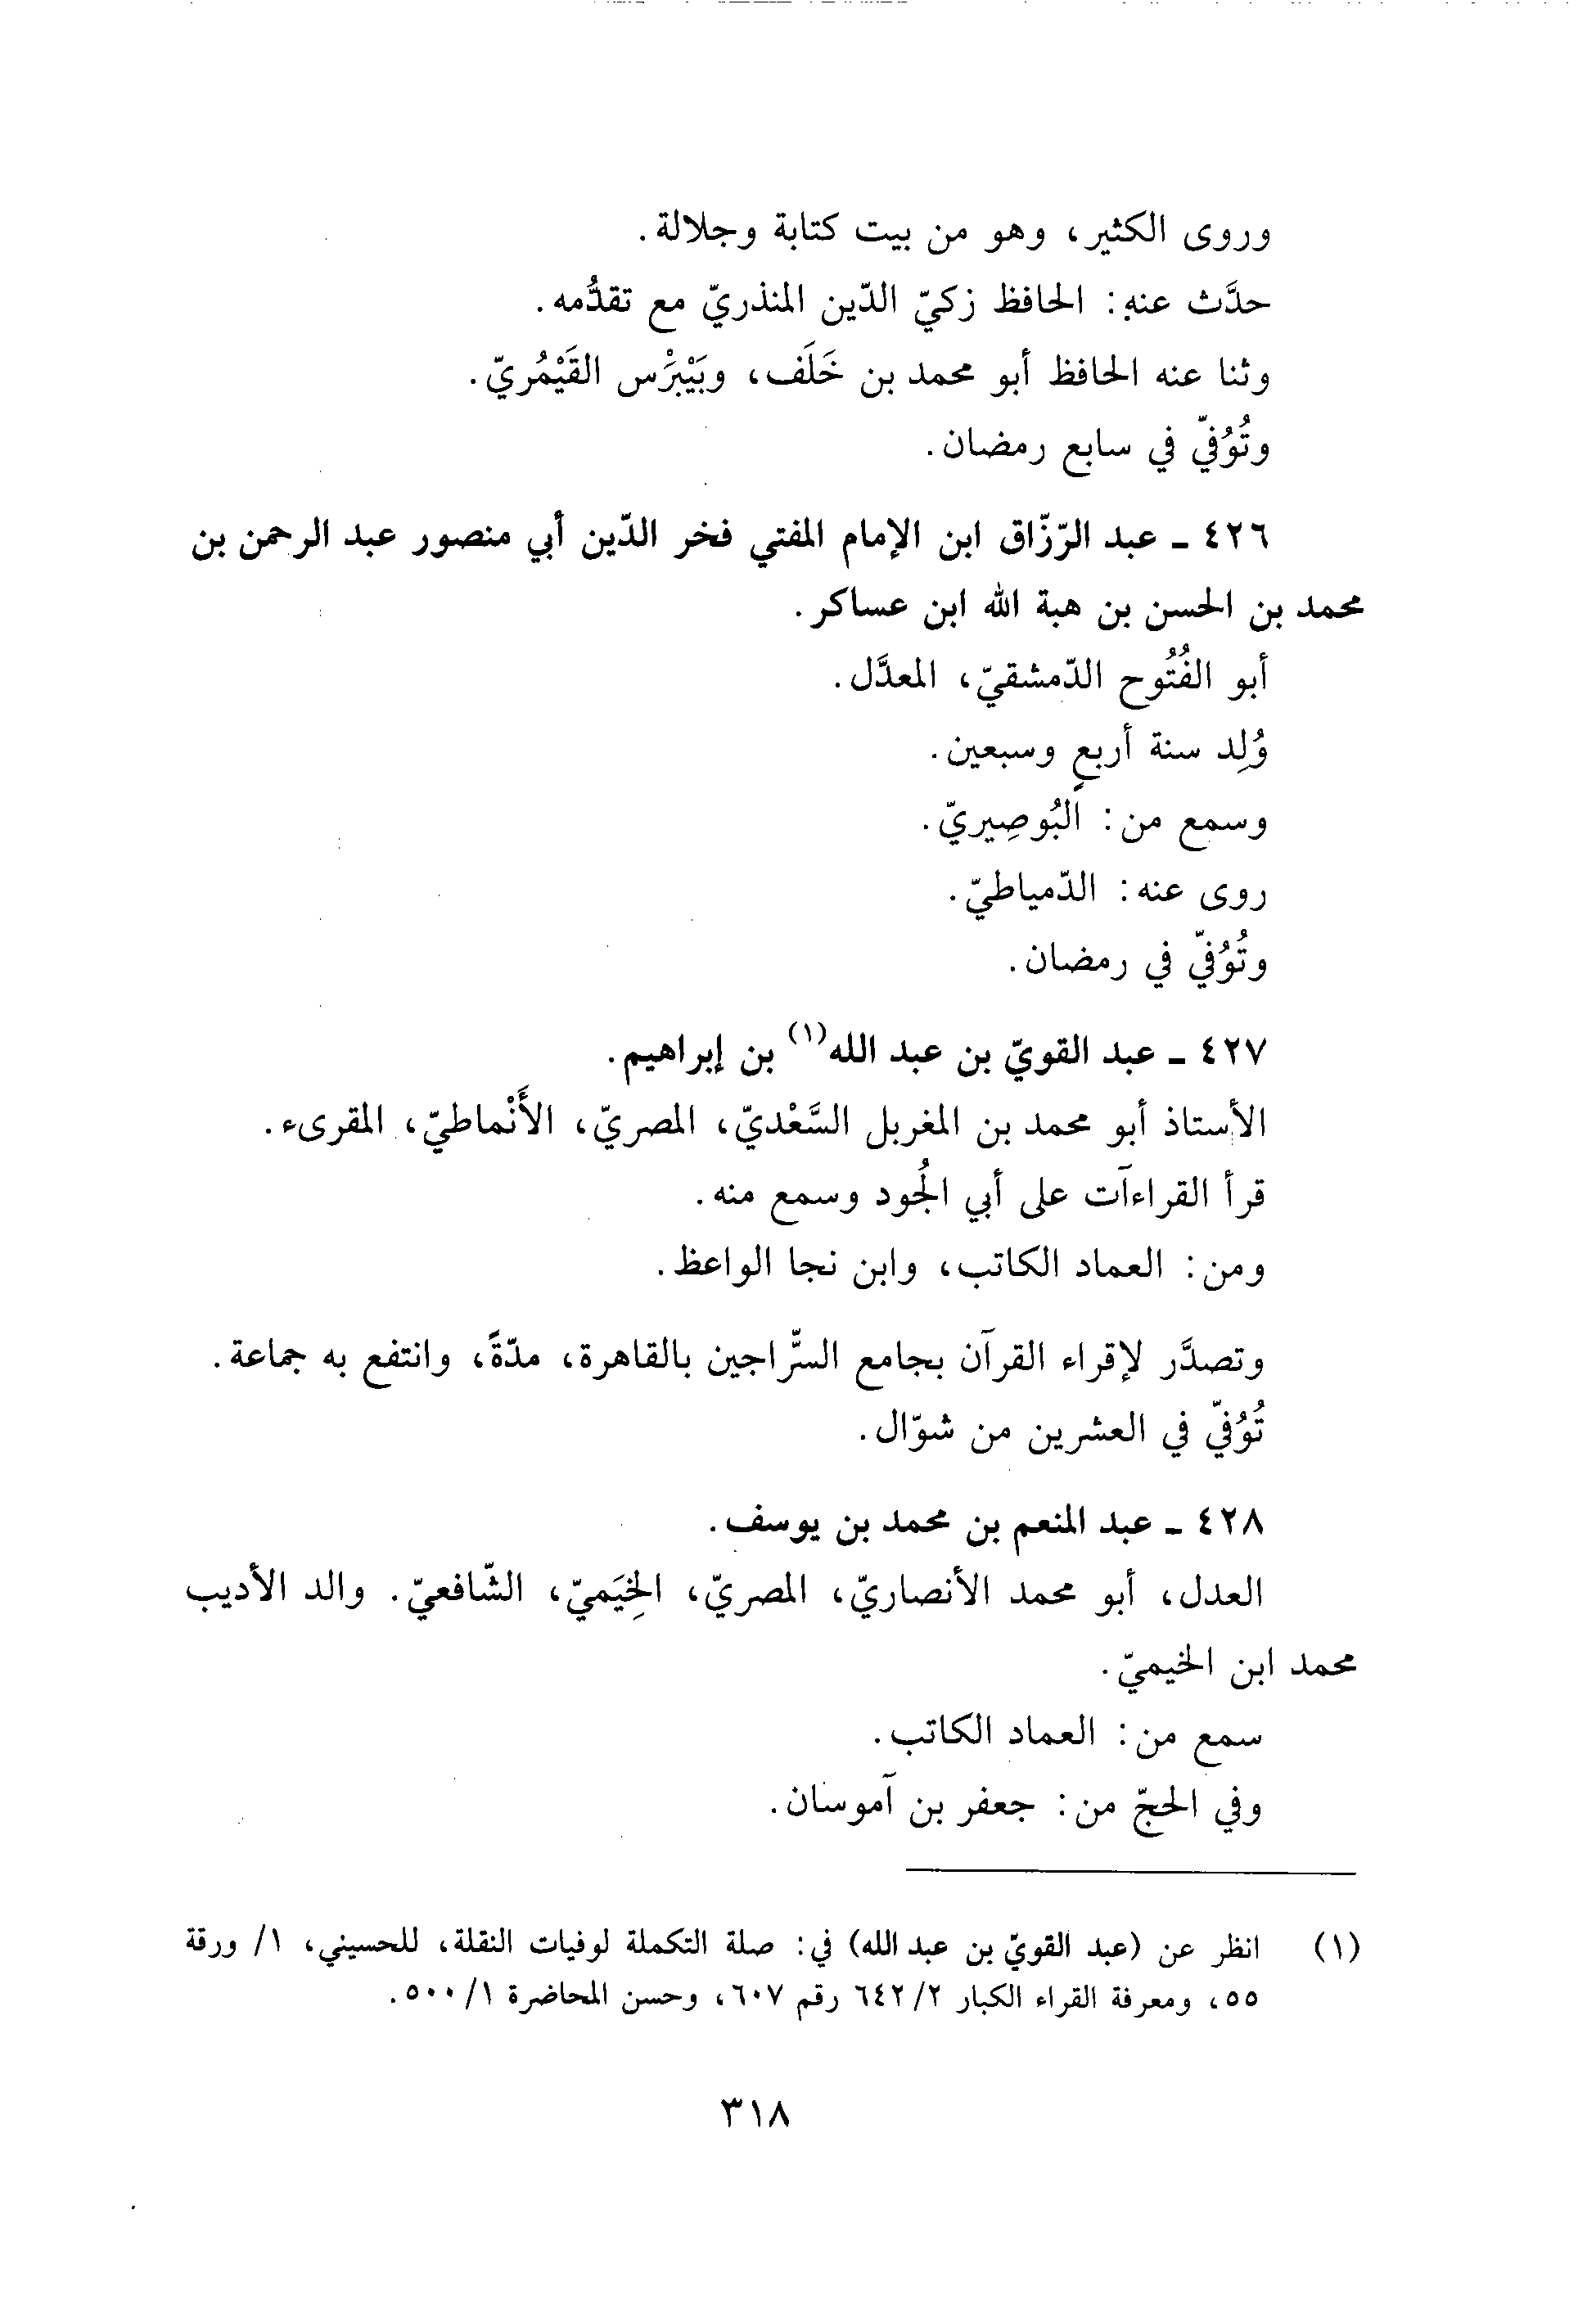 وروى الكثير، وهو من بيت كتابة وجلالة.
حدَّث عنه: الحافظ زكيّ الدّين المنذريّ مع تقدُّمه.
وثنا عنه الحافظ أبو محمد بن خَلَف، وبَيْبَرْس القَيْمُريّ.
وتُوُفّي في سابع رمضان.
٤٢٦ ـ عبد الرّزّاق ابن الإمام المفتي فخر الدّين أبي منصور عبد الرحمن بن
محمد بن الحسن بن هبة الله ابن عساكر.
أبو الفُتُوح الدّمشقيّ، المعدَّل.
وُلِد سنة أربعٍ وسبعين.
وسمع من: البُوصِيريّ.
روى عنه: الدّمياطيّ.
وتُوُفّي في رمضان.
٤٢٧ ـ عبد القويّ بن عبد الله(١) بن إبراهيم.
الأستاذ أبو محمد بن المغربل السَّعْديّ، المصريّ، الأَنْماطيّ، المقرىء.
قرأ القراءآت على أبي الجُود وسمع منه.
ومن: العماد الكاتب، وابن نجا الواعظ.
وتصدَّر لإقراء القرآن بجامع السرّاجين بالقاهرة، مدّةً، وانتفع به جماعة.
تُوُفّي في العشرين من شوّال.
٤٢٨ ـ عبد المنعم بن محمد بن يوسف.
العدل، أبو محمد الأنصاريّ، المصريّ، الخِيَميّ، الشّافعيّ. والد الأديب
محمد ابن الخيميّ.
سمع من: العماد الكاتب.
وفي الحجّ من: جعفر بن آموسان.
(١) انظر عن (عبد القويّ بن عبد الله) في: صلة التكملة لوفيات النقلة، للحسيني، ١/ ورقة
٥٥، ومعرفة القراء الكبار ٢/ ٦٤٢ رقم ٦٠٧، وحسن المحاضرة ١/ ٥٠٠.
٣١٨